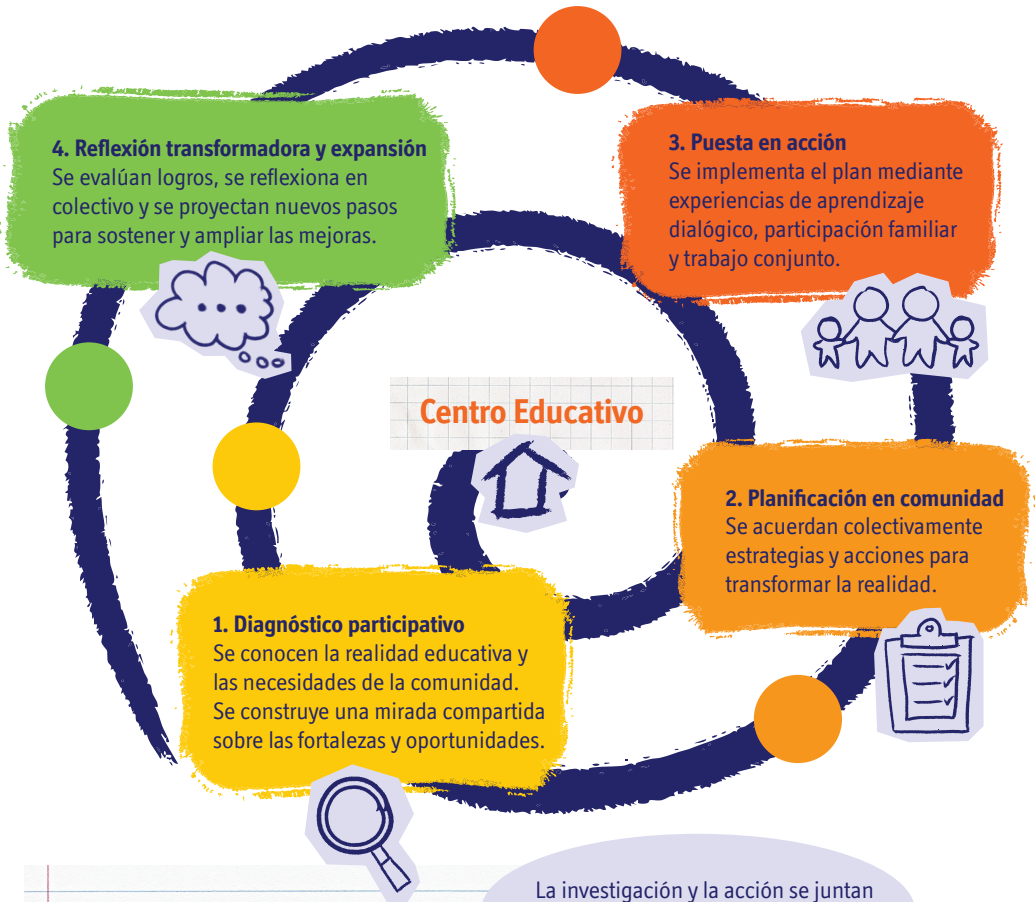 4. Reflexión transformadora y expansión
Se evalúan logros, se reflexiona en
colectivo y se proyectan nuevos pasos
para sostener y ampliar las mejoras.
3. Puesta en acción
Se implementa el plan mediante
experiencias de aprendizaje
dialógico, participación familiar
y trabajo conjunto.
Centro Educativo
2. Planificación en comunidad
Se acuerdan colectivamente
estrategias y acciones para
transformar la realidad.
1. Diagnóstico participativo
Se conocen la realidad educativa y
las necesidades de la comunidad.
Se construye una mirada compartida
sobre las fortalezas y oportunidades.
La investigación y la acción se juntan